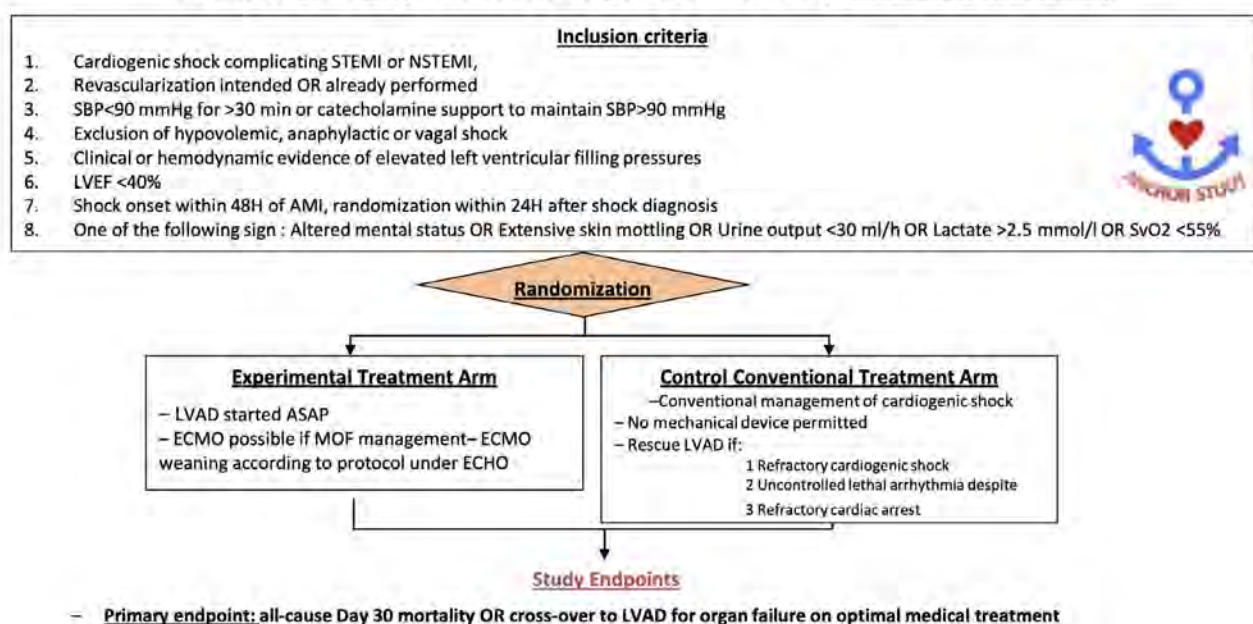 Inclusion criteria
1. Cardiogenic shock complicating STEMI or NSTEMI,
2. Revascularization intended OR already performed
3. SBP<90 mmHg for >30 min or catecholamine support to maintain SBP>90 mmHg
4. Exclusion of hypovolemic, anaphylactic or vagal shock
5. Clinical or hemodynamic evidence of elevated left ventricular filling pressures
6. LVEF <40%
7. Shock onset within 48H of AMI, randomization within 24H after shock diagnosis
8. One of the following sign : Altered mental status OR Extensive skin mottling OR Urine output <30 ml/h OR Lactate >2.5 mmol/l OR SvO2 <55%
ANCHOR STUDY
Randomization
Experimental Treatment Arm
– LVAD started ASAP
– ECMO possible if MOF management– ECMO
weaning according to protocol under ECHO
Control Conventional Treatment Arm
–Conventional management of cardiogenic shock
– No mechanical device permitted
– Rescue LVAD if:
1 Refractory cardiogenic shock
2 Uncontrolled lethal arrhythmia despite
3 Refractory cardiac arrest
Study Endpoints
– Primary endpoint: all-cause Day 30 mortality OR cross-over to LVAD for organ failure on optimal medical treatment